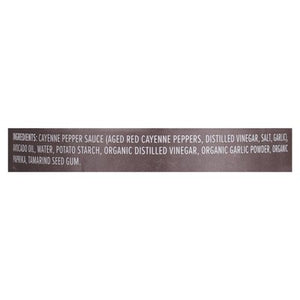 INGREDIENTS: CAYENNE PEPPER SAUCE (AGED RED CAYENNE PEPPERS, DISTILLED VINEGAR, SALT, GARLIC),
AVOCADO OIL, WATER, POTATO STARCH, ORGANIC DISTILLED VINEGAR, ORGANIC GARLIC POWDER, ORGANIC
PAPRIKA, TAMARIND SEED GUM.